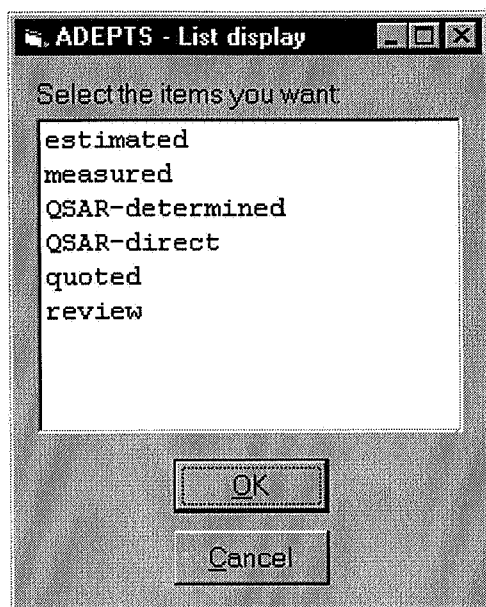 ADEPTS - List display
Select the items you want:
estimated
measured
QSAR-determined
QSAR-direct
quoted
review
OK
Cancel